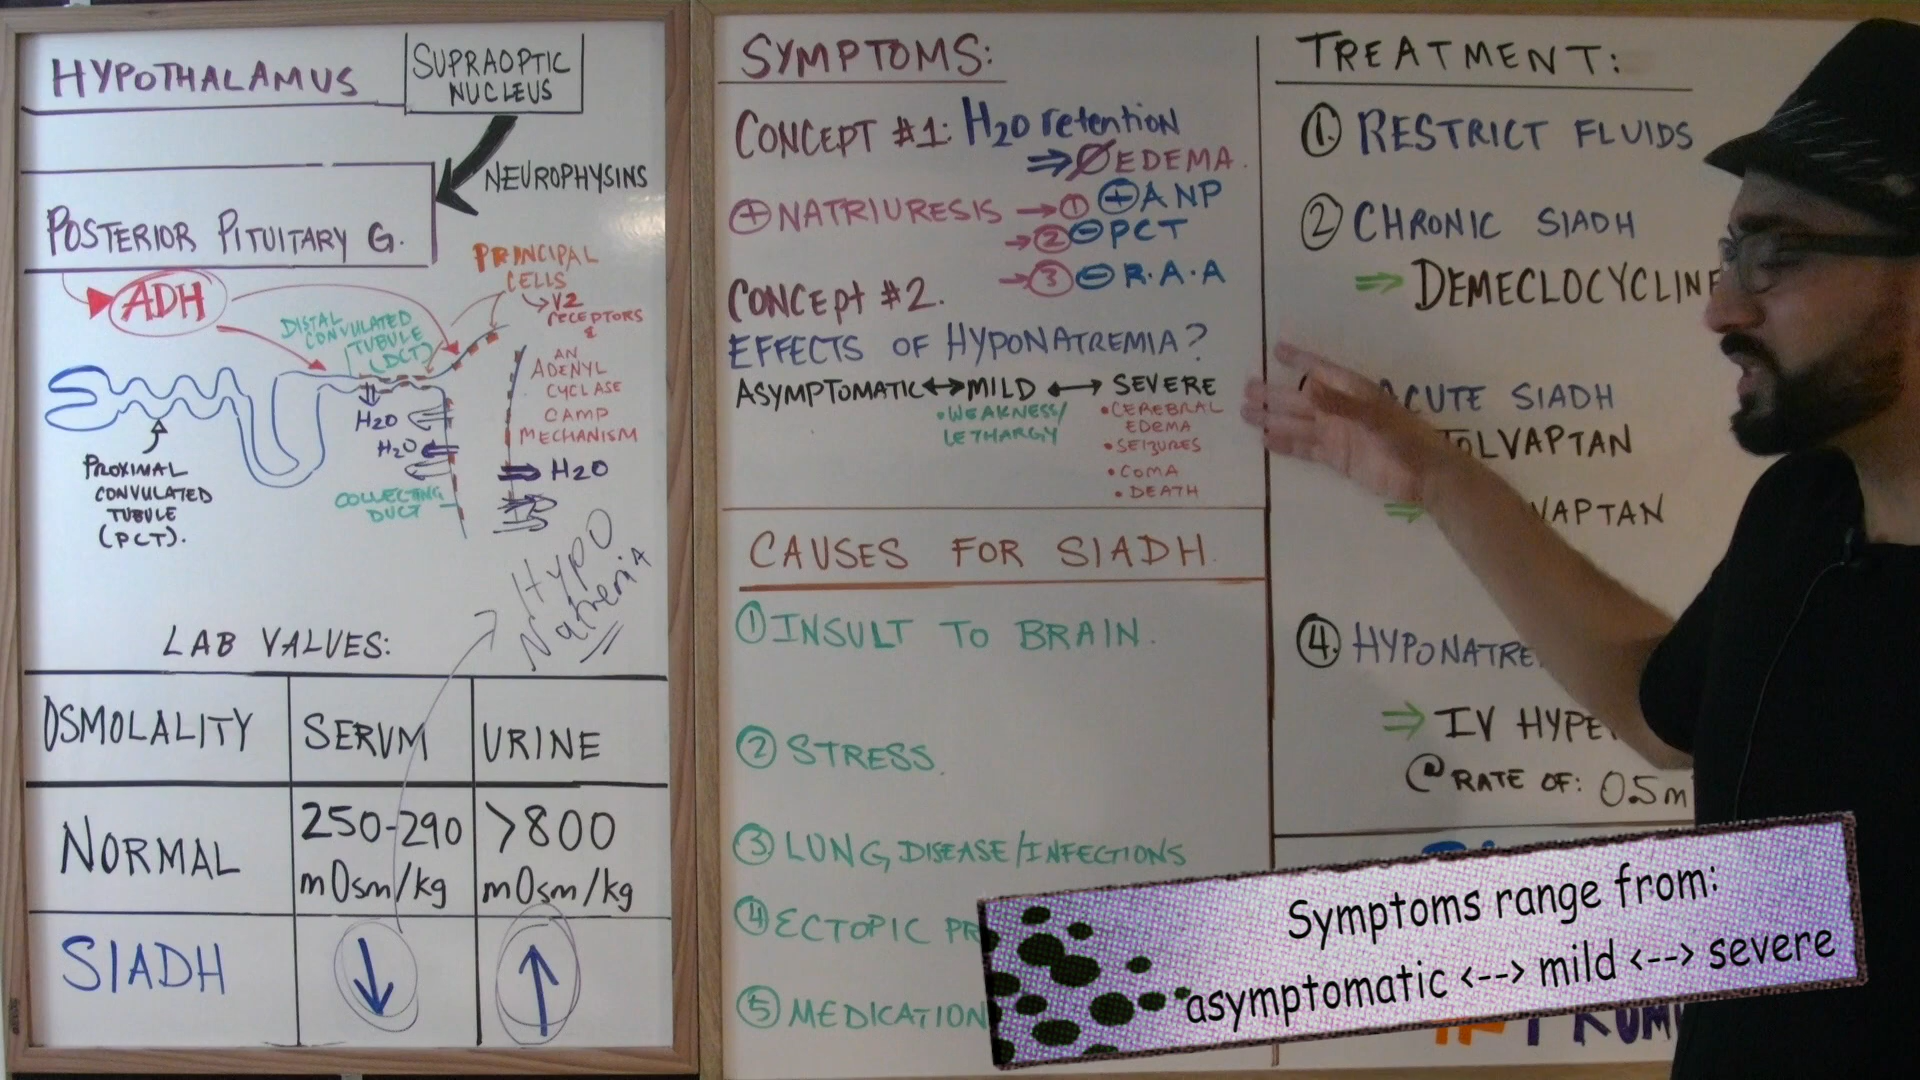 HYPOTHALAMUS
SUPRAOPTIC
NUCLEUS
NEUROPHYSINS
POSTERIOR PITUITARY G.
ADH
PRINCIPAL
CELLS
V2
RECEPTORS
&
AN
ADENYL
CYCLASE
CAMP
MECHANISM
DISTAL
CONVULATED
TUBULE
(DCT)
H2O
H2O
H2O
PROXIMAL
CONVULATED
TUBULE
(PCT).
COLLECTING
DUCT
HYPO
Natremia
LAB VALUES:
OSMOLALITY SERUM URINE
NORMAL 250-290 mOsm/kg >800 mOsm/kg
SIADH
SYMPTOMS:
CONCEPT #1: H2O retention
EDEMA.
+ NATRIURESIS → 1 + ANP
→ 2 - PCT
→ 3 - R.A.A
CONCEPT #2.
EFFECTS OF HYPONATREMIA?
ASYMPTOMATIC ↔ MILD ↔ SEVERE
• WEAKNESS/
LETHARGY
• CEREBRAL
EDEMA
• SEIZURES
• COMA
• DEATH
CAUSES FOR SIADH.
1 INSULT TO BRAIN.
2 STRESS.
3 LUNG DISEASE/INFECTIONS
4 ECTOPIC PR
5 MEDICATION
TREATMENT:
1. RESTRICT FLUIDS
2 CHRONIC SIADH
⇒ DEMECLOCYCLINE
ACUTE SIADH
TOLVAPTAN
⇒ VAPTAN
4. HYPONATRE
⇒ IV HYPE
@ RATE OF: 0.5m
Symptoms range from:
asymptomatic <--> mild <--> severe